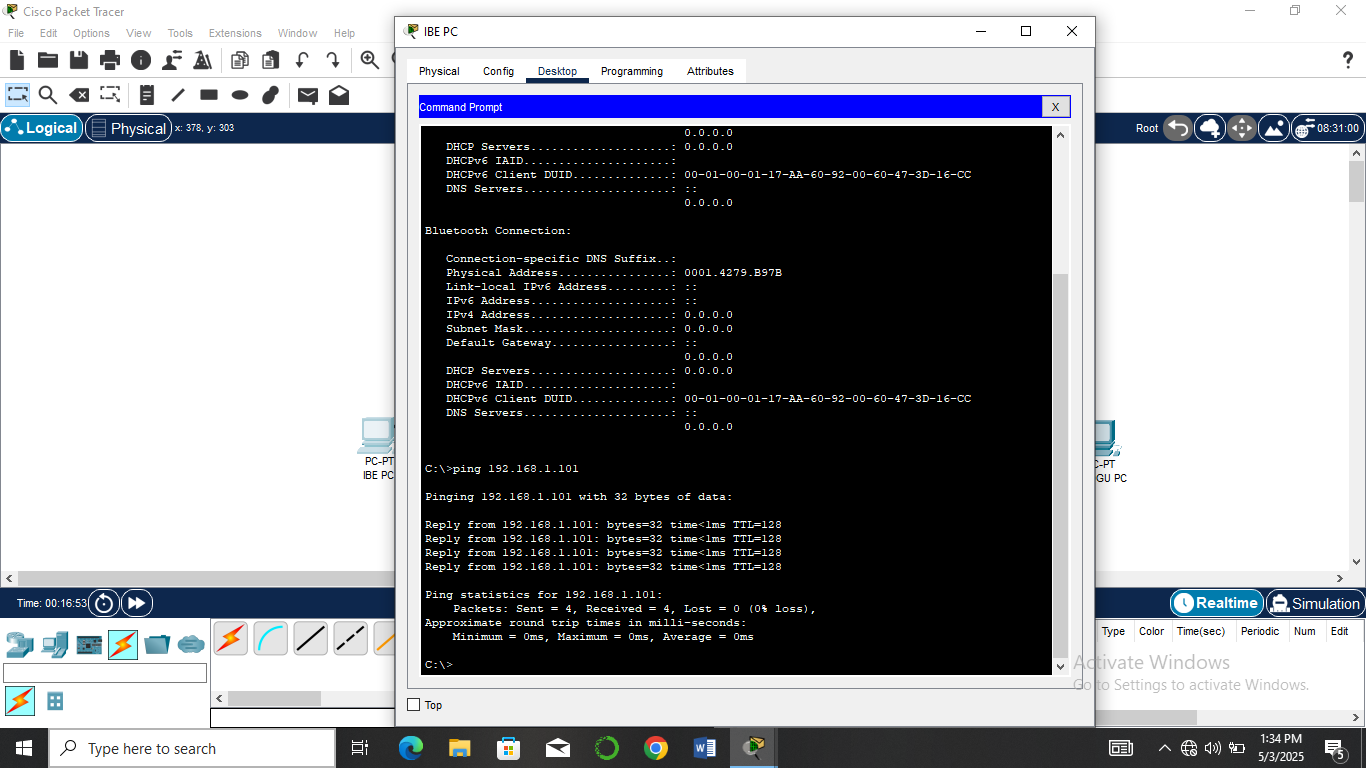 Cisco Packet Tracer
File Edit Options View Tools Extensions Window Help
Logical Physical x: 378, y: 303
Root 08:31:00
PC-PT
IBE PC
C-PT
GU PC
IBE PC
Physical Config Desktop Programming Attributes
Command Prompt X
0.0.0.0
DHCP Servers....................: 0.0.0.0
DHCPv6 IAID.....................:
DHCPv6 Client DUID..............: 00-01-00-01-17-AA-60-92-00-60-47-3D-16-CC
DNS Servers.....................: ::
0.0.0.0
Bluetooth Connection:
Connection-specific DNS Suffix..:
Physical Address................: 0001.4279.B97B
Link-local IPv6 Address.........: ::
IPv6 Address....................: ::
IPv4 Address....................: 0.0.0.0
Subnet Mask.....................: 0.0.0.0
Default Gateway.................: ::
0.0.0.0
DHCP Servers....................: 0.0.0.0
DHCPv6 IAID.....................:
DHCPv6 Client DUID..............: 00-01-00-01-17-AA-60-92-00-60-47-3D-16-CC
DNS Servers.....................: ::
0.0.0.0
C:\>ping 192.168.1.101
Pinging 192.168.1.101 with 32 bytes of data:
Reply from 192.168.1.101: bytes=32 time<1ms TTL=128
Reply from 192.168.1.101: bytes=32 time<1ms TTL=128
Reply from 192.168.1.101: bytes=32 time<1ms TTL=128
Reply from 192.168.1.101: bytes=32 time<1ms TTL=128
Ping statistics for 192.168.1.101:
Packets: Sent = 4, Received = 4, Lost = 0 (0% loss),
Approximate round trip times in milli-seconds:
Minimum = 0ms, Maximum = 0ms, Average = 0ms
C:\>
Top
Time: 00:16:53
Realtime Simulation
Type Color Time(sec) Periodic Num Edit
Activate Windows
Go to Settings to activate Windows.
Type here to search
1:34 PM
5/3/2025
5